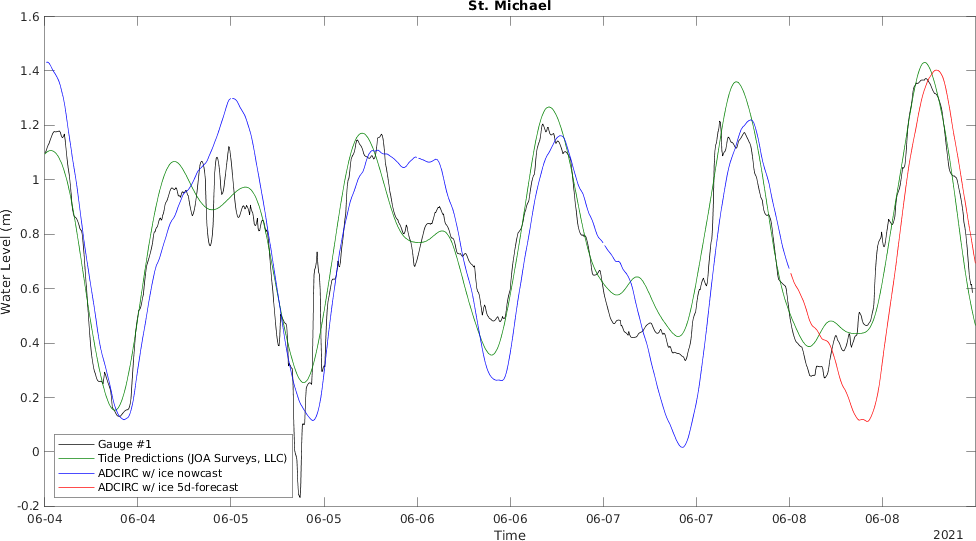 St. Michael
1.6
1.4
1.2
1
0.8
0.6
0.4
0.2
0
-0.2
Water Level (m)
Gauge #1
Tide Predictions (JOA Surveys, LLC)
ADCIRC w/ ice nowcast
ADCIRC w/ ice 5d-forecast
06-04 06-04 06-05 06-05 06-06 06-06 06-07 06-07 06-08 06-08
Time
2021